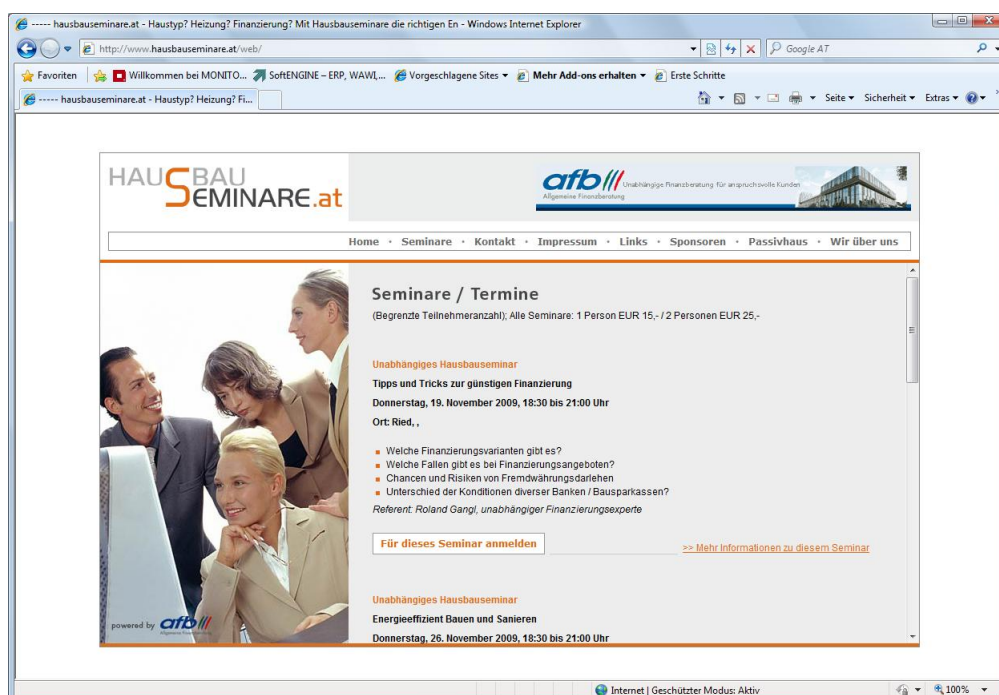 ----- hausbauseminare.at - Haustyp? Heizung? Finanzierung? Mit Hausbauseminare die richtigen En - Windows Internet Explorer
http://www.hausbauseminare.at/web/
Google AT
Favoriten Willkommen bei MONITO... SoftENGINE – ERP, WAWI,... Vorgeschlagene Sites Mehr Add-ons erhalten Erste Schritte
----- hausbauseminare.at - Haustyp? Heizung? Fi...
Seite Sicherheit Extras
HAUSBAU
SEMINARE.at
afb
Allgemeine Finanzberatung
Unabhängige Finanzberatung für anspruchsvolle Kunden
Home · Seminare · Kontakt · Impressum · Links · Sponsoren · Passivhaus · Wir über uns
Seminare / Termine
(Begrenzte Teilnehmeranzahl); Alle Seminare: 1 Person EUR 15,- / 2 Personen EUR 25,-
Unabhängiges Hausbauseminar
Tipps und Tricks zur günstigen Finanzierung
Donnerstag, 19. November 2009, 18:30 bis 21:00 Uhr
Ort: Ried, ,
Welche Finanzierungsvarianten gibt es?
Welche Fallen gibt es bei Finanzierungsangeboten?
Chancen und Risiken von Fremdwährungsdarlehen
Unterschied der Konditionen diverser Banken / Bausparkassen?
Referent: Roland Gangl, unabhängiger Finanzierungsexperte
Für dieses Seminar anmelden
>> Mehr Informationen zu diesem Seminar
Unabhängiges Hausbauseminar
Energieeffizient Bauen und Sanieren
Donnerstag, 26. November 2009, 18:30 bis 21:00 Uhr
powered by afb
Allgemeine Finanzberatung
Internet | Geschützter Modus: Aktiv
100%